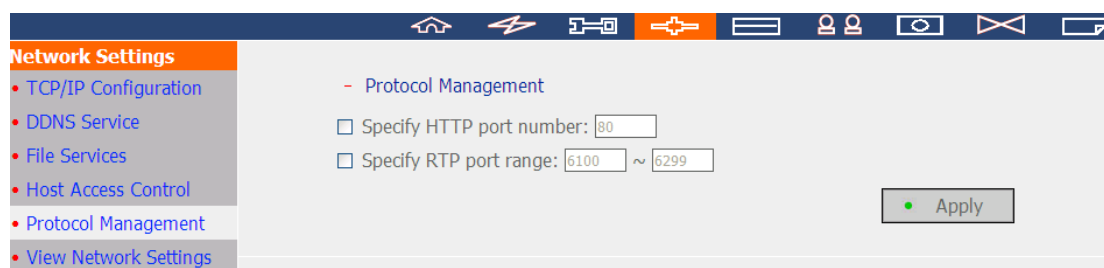 Network Settings
• TCP/IP Configuration
• DDNS Service
• File Services
• Host Access Control
• Protocol Management
• View Network Settings
- Protocol Management
Specify HTTP port number: 80
Specify RTP port range: 6100 ~ 6299
Apply